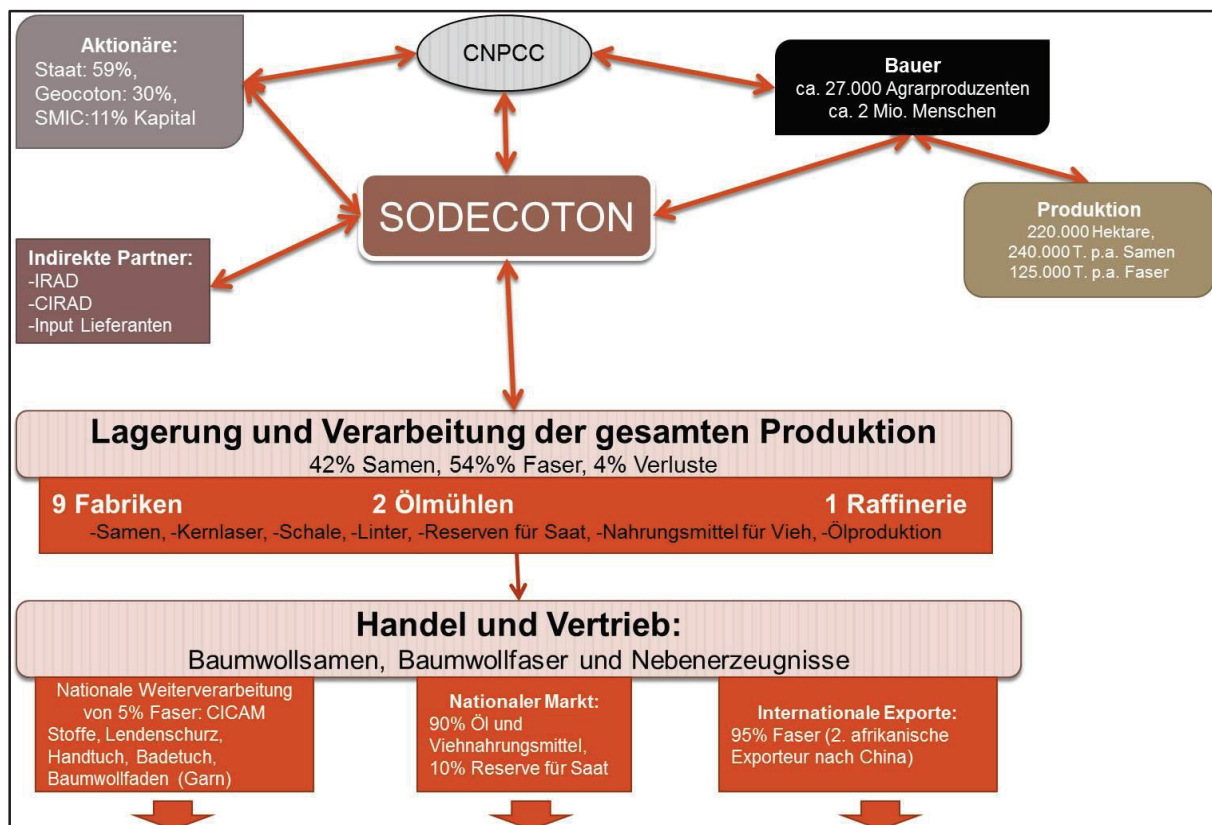 Aktionäre:
Staat: 59%,
Geocoton: 30%,
SMIC:11% Kapital
CNPCC
Bauer
ca. 27.000 Agrarproduzenten
ca. 2 Mio. Menschen
SODECOTON
Produktion
220.000 Hektare,
240.000 T. p.a. Samen
125.000 T. p.a. Faser
Indirekte Partner:
-IRAD
-CIRAD
-Input Lieferanten
Lagerung und Verarbeitung der gesamten Produktion
42% Samen, 54%% Faser, 4% Verluste
9 Fabriken 2 Ölmühlen 1 Raffinerie
-Samen, -Kernlaser, -Schale, -Linter, -Reserven für Saat, -Nahrungsmittel für Vieh, -Ölproduktion
Handel und Vertrieb:
Baumwollsamen, Baumwollfaser und Nebenerzeugnisse
Nationale Weiterverarbeitung
von 5% Faser: CICAM
Stoffe, Lendenschurz,
Handtuch, Badetuch,
Baumwollfaden (Garn)
Nationaler Markt:
90% Öl und
Viehnahrungsmittel,
10% Reserve für Saat
Internationale Exporte:
95% Faser (2. afrikanische
Exporteur nach China)